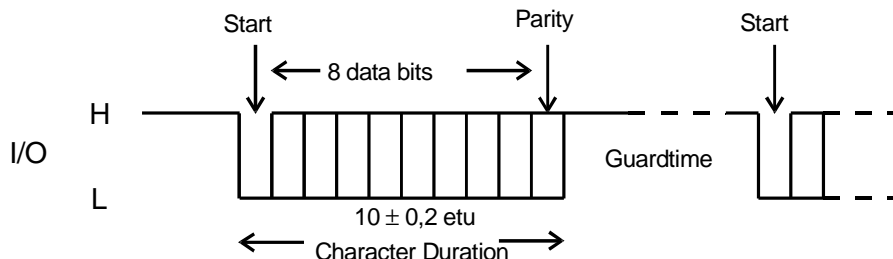 Start
Parity
Start
8 data bits
H
I/O
Guardtime
L
10 ± 0,2 etu
Character Duration